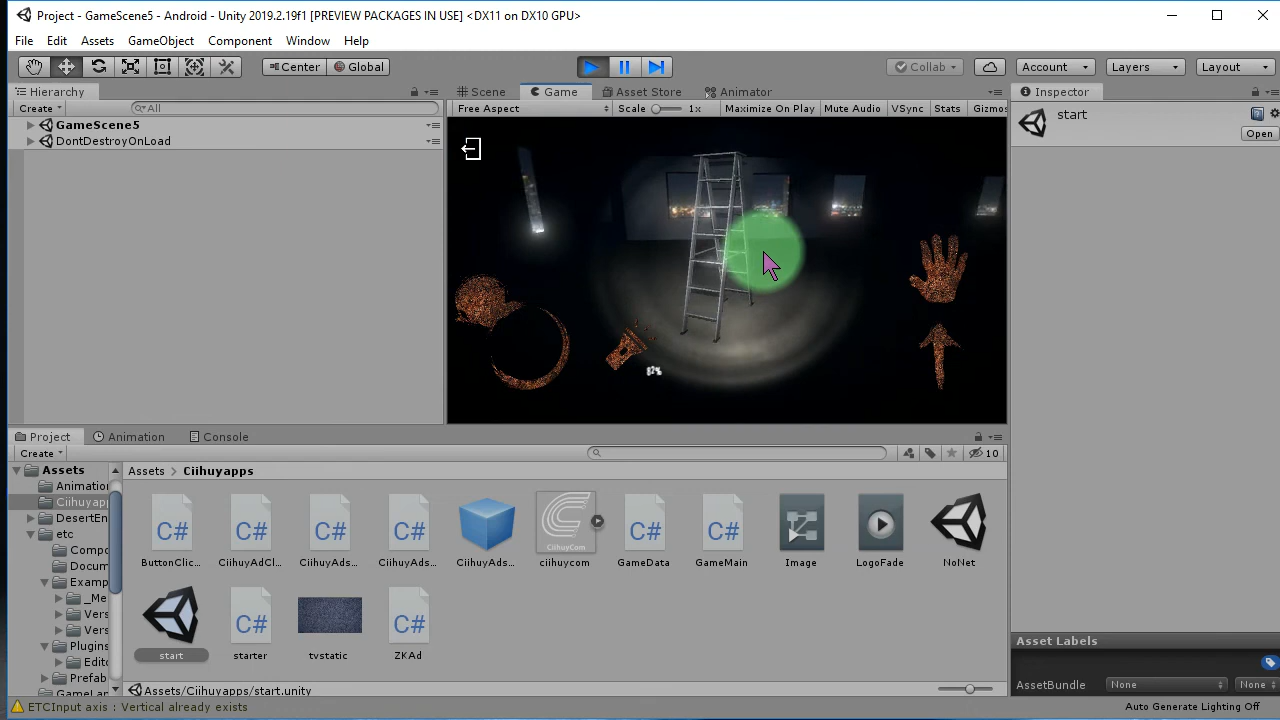 Project - GameScene5 - Android - Unity 2019.2.19f1 [PREVIEW PACKAGES IN USE] <DX11 on DX10 GPU>
File Edit Assets GameObject Component Window Help
Center Global Collab Account Layers Layout
Hierarchy Scene Game Asset Store Animator Inspector
Create All Free Aspect Scale 1x Maximize On Play Mute Audio VSync Stats Gizmos
start
Open
GameScene5
DontDestroyOnLoad
82%
Project Animation Console
Create 10
Assets Assets > Ciihuyapps
Animation
Ciihuyapp
DesertEn
etc
Compo
Docum
Examp
_Me
Vers
Vers
Plugins
Edito
Prefab
GameLan
CiihuyCom
ButtonClic... CiihuyAdCl... CiihuyAds... CiihuyAds... CiihuyAds... ciihuycom GameData GameMain Image LogoFade NoNet
start starter tvstatic ZKAd
Asset Labels
Assets/Ciihuyapps/start.unity
AssetBundle None None
ETCInput axis : Vertical already exists
Auto Generate Lighting Off